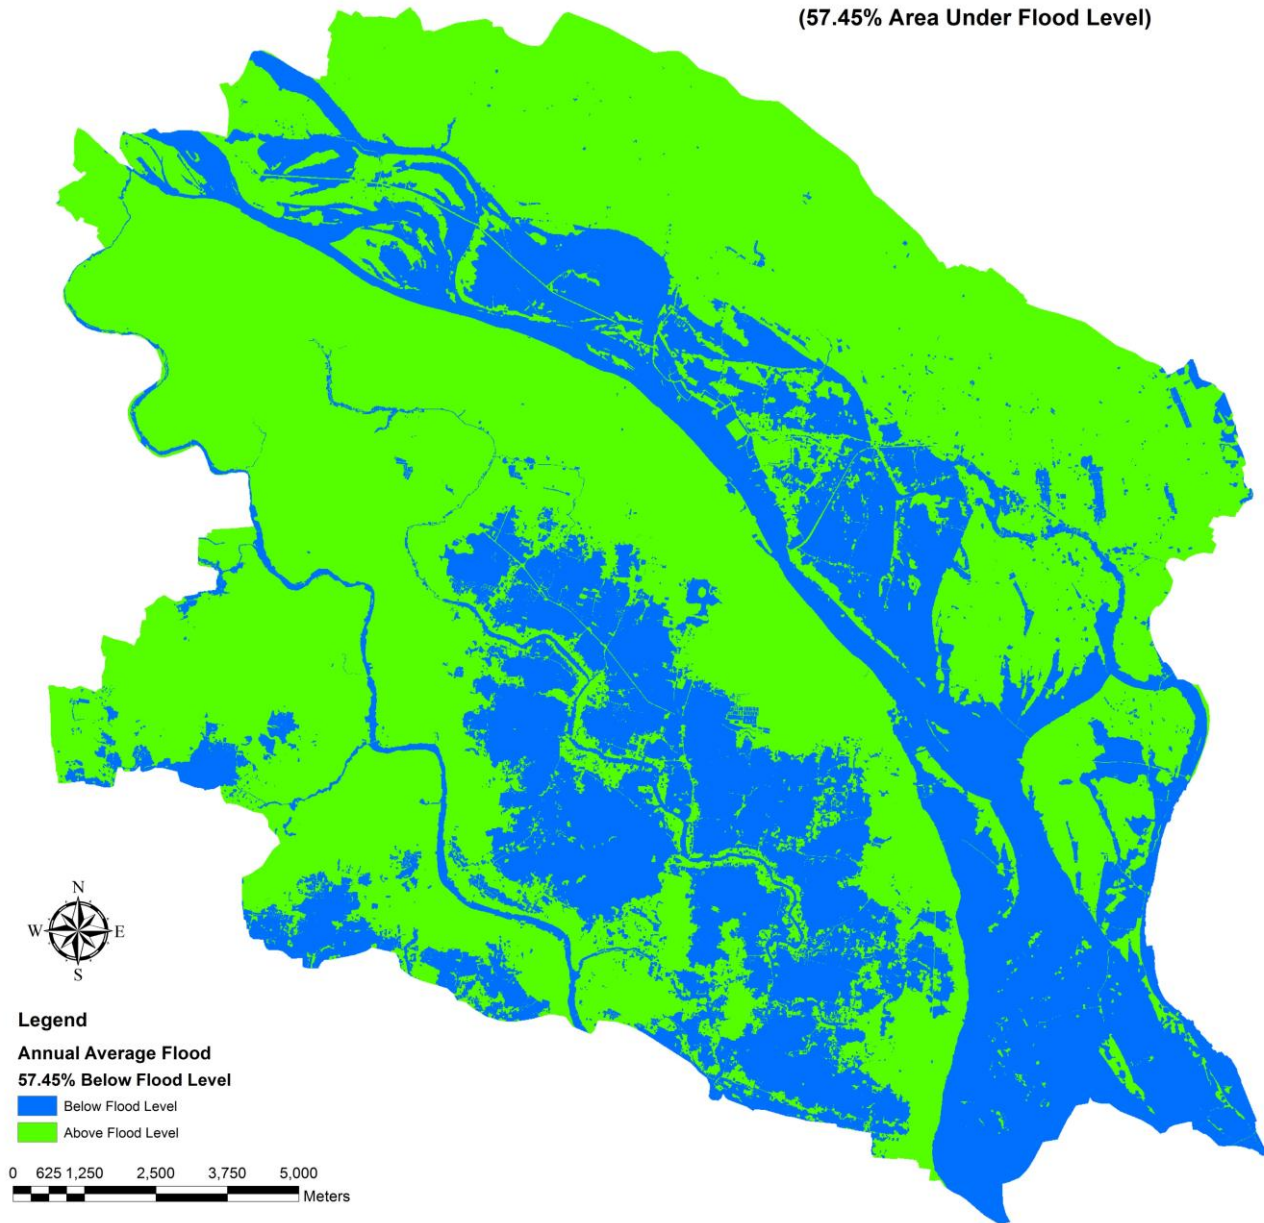 (57.45% Area Under Flood Level)
N
W E
S
Legend
Annual Average Flood
57.45% Below Flood Level
Below Flood Level
Above Flood Level
0 625 1,250 2,500 3,750 5,000
Meters